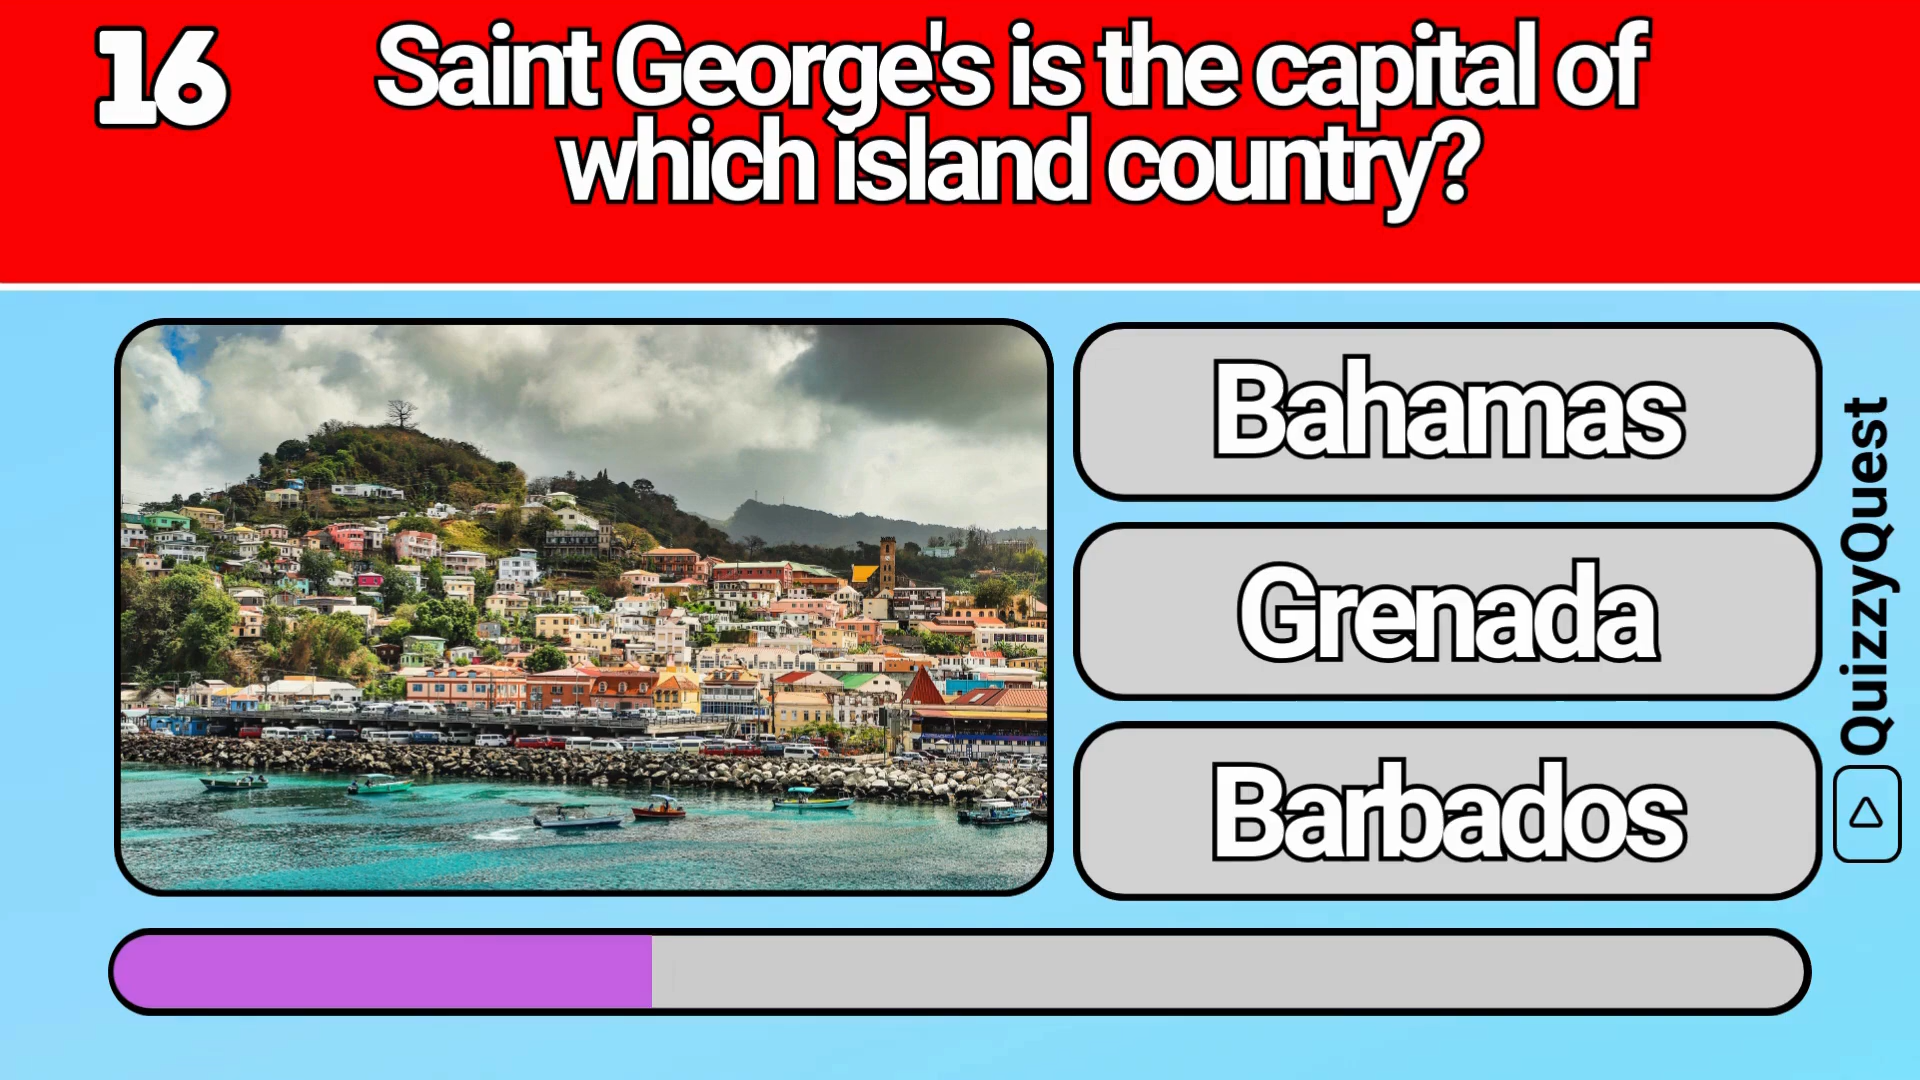 16
Saint George's is the capital of
which island country?
Bahamas
Grenada
Barbados
QuizzyQuest